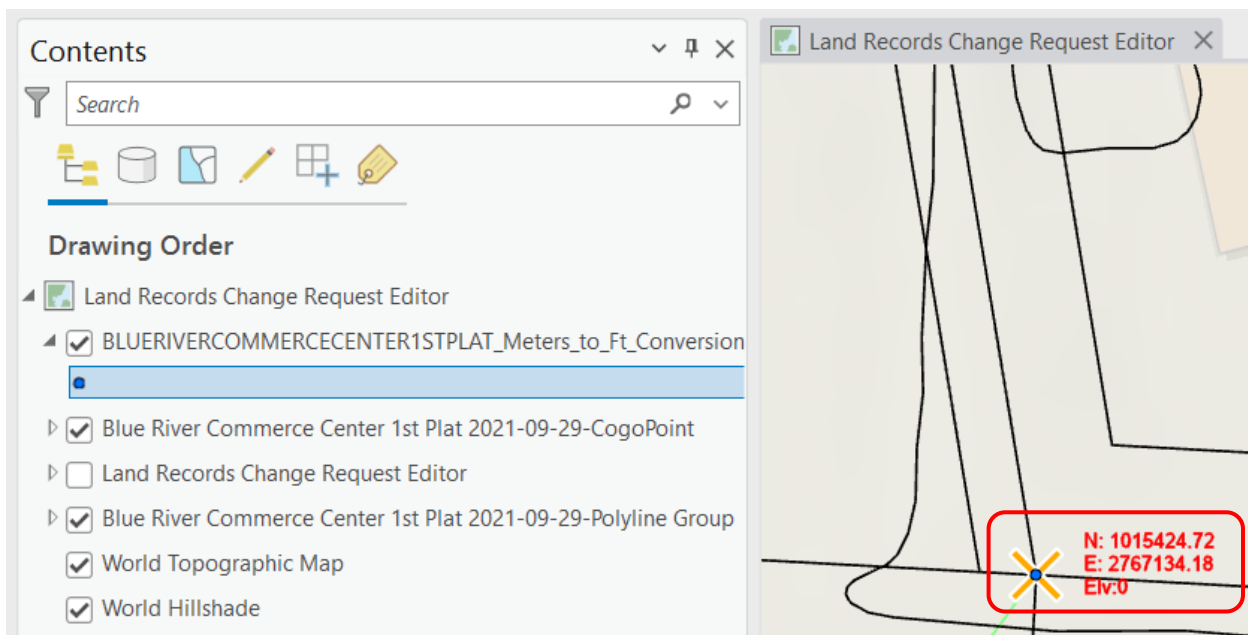 Contents
Search
Drawing Order
Land Records Change Request Editor
BLUERIVERCOMMERCECENTER1STPLAT_Meters_to_Ft_Conversion
Blue River Commerce Center 1st Plat 2021-09-29-CogoPoint
Land Records Change Request Editor
Blue River Commerce Center 1st Plat 2021-09-29-Polyline Group
World Topographic Map
World Hillshade
Land Records Change Request Editor
N: 1015424.72
E: 2767134.18
Elv:0